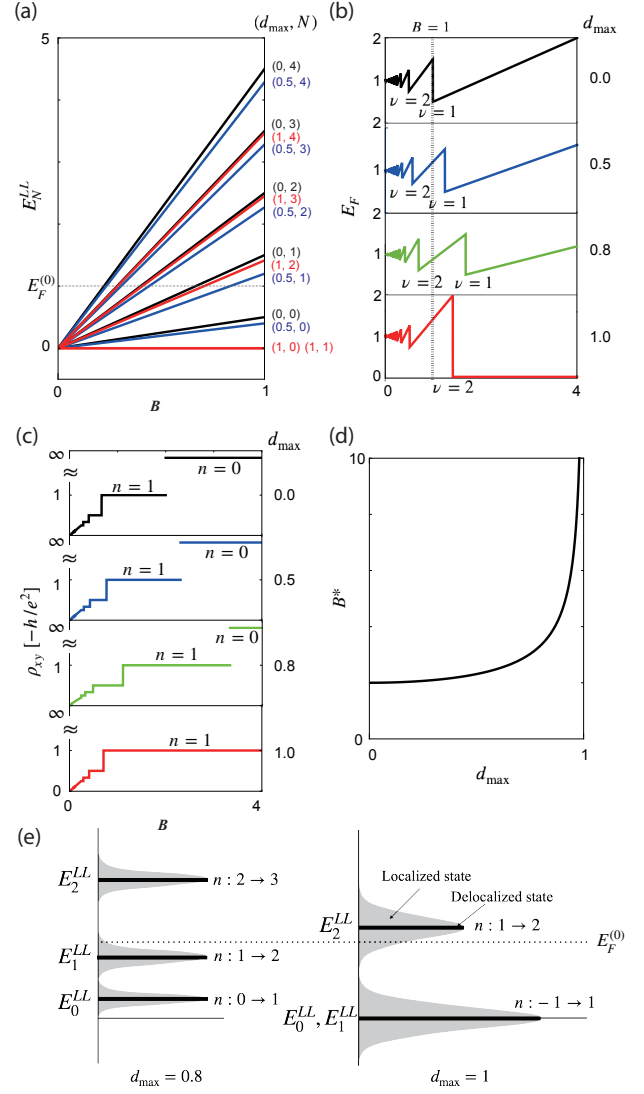 (a)
(d_max, N)
5
(0, 4)
(0.5, 4)
(0, 3)
(1, 4)
(0.5, 3)
E_N^{LL}
(0, 2)
(1, 3)
(0.5, 2)
(0, 1)
(1, 2)
(0.5, 1)
E_F^{(0)}
(0, 0)
(0.5, 0)
(1, 0) (1, 1)
0
0
1
B
(b)
B = 1
d_max
2
1
ν = 2
ν = 1
0.0
2
1
ν = 2
ν = 1
0.5
E_F
2
1
ν = 2
ν = 1
0.8
2
1
0
ν = 2
1.0
0
4
(c)
d_max
∞
≈
n = 0
n = 1
1
0.0
∞
≈
n = 0
n = 1
1
0.5
ρ_xy [−h/e²]
∞
≈
n = 0
n = 1
1
0.8
∞
≈
n = 1
1
1.0
0
0
4
B
(d)
10
B*
0
0
1
d_max
(e)
E_2^{LL}
n : 2 → 3
E_1^{LL}
n : 1 → 2
E_0^{LL}
n : 0 → 1
d_max = 0.8
Localized state
Delocalized state
E_2^{LL}
n : 1 → 2
E_F^{(0)}
n : − 1 → 1
E_0^{LL}, E_1^{LL}
d_max = 1